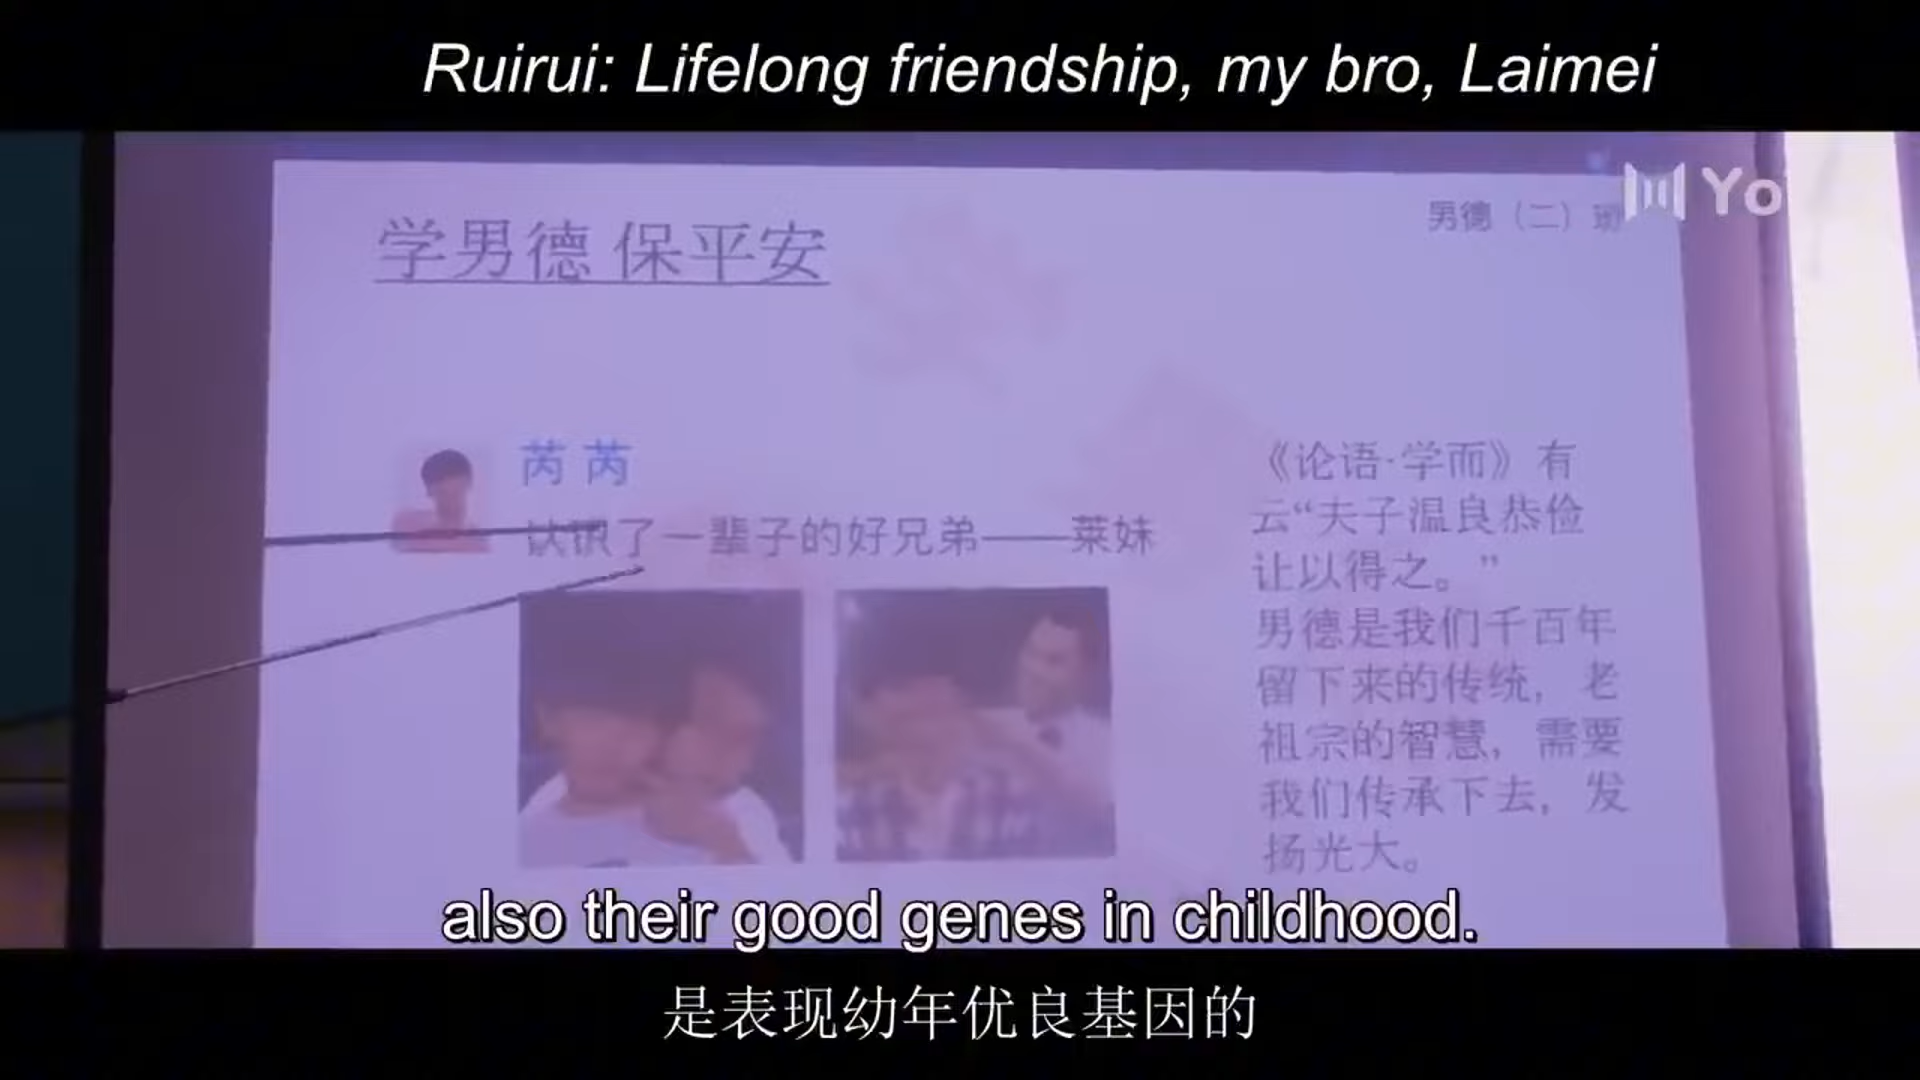 Ruirui: Lifelong friendship, my bro, Laimei
Yo
男德（二）班
学男德 保平安
芮芮
认识了一辈子的好兄弟——莱妹
《论语·学而》有
云“夫子温良恭俭
让以得之。”
男德是我们千百年
留下来的传统，老
祖宗的智慧，需要
我们传承下去，发
扬光大。
also their good genes in childhood.
是表现幼年优良基因的